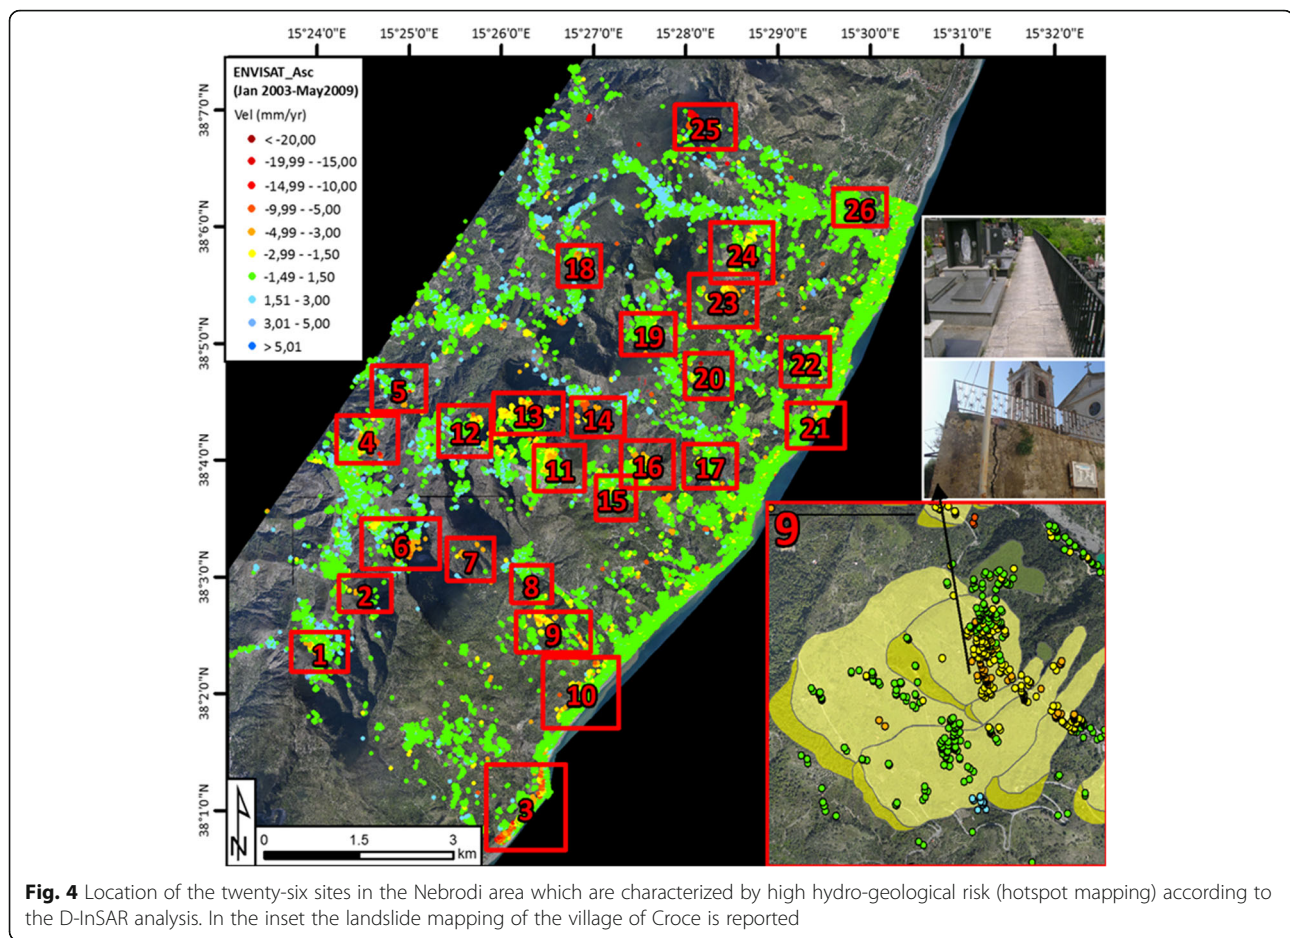 15°24'0"E 15°25'0"E 15°26'0"E 15°27'0"E 15°28'0"E 15°29'0"E 15°30'0"E 15°31'0"E 15°32'0"E
ENVISAT_Asc
(Jan 2003-May2009)
Vel (mm/yr)
< -20,00
-19,99 - -15,00
-14,99 - -10,00
-9,99 - -5,00
-4,99 - -3,00
-2,99 - -1,50
-1,49 - 1,50
1,51 - 3,00
3,01 - 5,00
> 5,01
38°7'0"N
38°6'0"N
38°5'0"N
38°4'0"N
38°3'0"N
38°2'0"N
38°1'0"N
25
26
24
18
23
19
22
20
5
13
14
21
4
12
11
16
17
15
6
7
8
2
9
1
10
3
9
N
0 1.5 3
km
Fig. 4 Location of the twenty-six sites in the Nebrodi area which are characterized by high hydro-geological risk (hotspot mapping) according to
the D-InSAR analysis. In the inset the landslide mapping of the village of Croce is reported